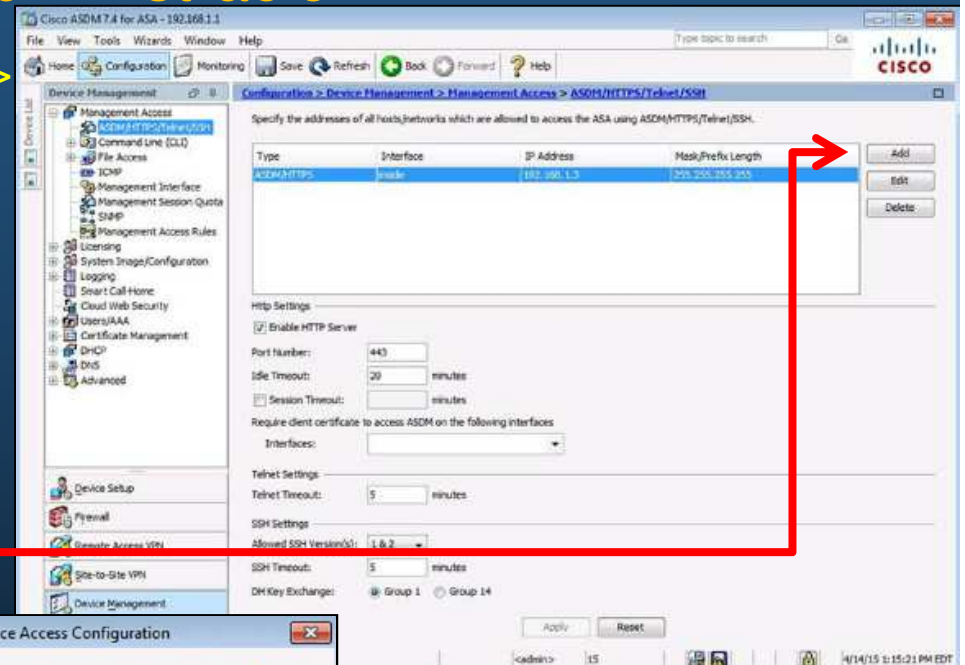 Cisco ASDM 7.4 for ASA - 192.168.1.1
File View Tools Wizards Window Help
Type topic to search Go
Home Configuration Monitoring Save Refresh Back Forward Help
CISCO
Device List
Device Management
Management Access
ASDM/HTTPS/Telnet/SSH
Command Line (CLI)
File Access
ICMP
Management Interface
Management Session Quota
SNMP
Management Access Rules
Licensing
System Image/Configuration
Logging
Smart Call-Home
Cloud Web Security
Users/AAA
Certificate Management
DHCP
DNS
Advanced
Device Setup
Firewall
Remote Access VPN
Site-to-Site VPN
Device Management
Configuration > Device Management > Management Access > ASDM/HTTPS/Telnet/SSH
Specify the addresses of all hosts/networks which are allowed to access the ASA using ASDM/HTTPS/Telnet/SSH.
Type Interface IP Address Mask/Prefix Length
ASDM/HTTPS inside 192.168.1.3 255.255.255.255
Add
Edit
Delete
Http Settings
Enable HTTP Server
Port Number: 443
Idle Timeout: 20 minutes
Session Timeout: minutes
Require client certificate to access ASDM on the following interfaces
Interfaces:
Telnet Settings
Telnet Timeout: 5 minutes
SSH Settings
Allowed SSH Version(s): 1 & 2
SSH Timeout: 5 minutes
DH Key Exchange: Group 1 Group 14
Apply Reset
<admin> 15 4/14/15 1:15:21 PM EDT
ce Access Configuration
>